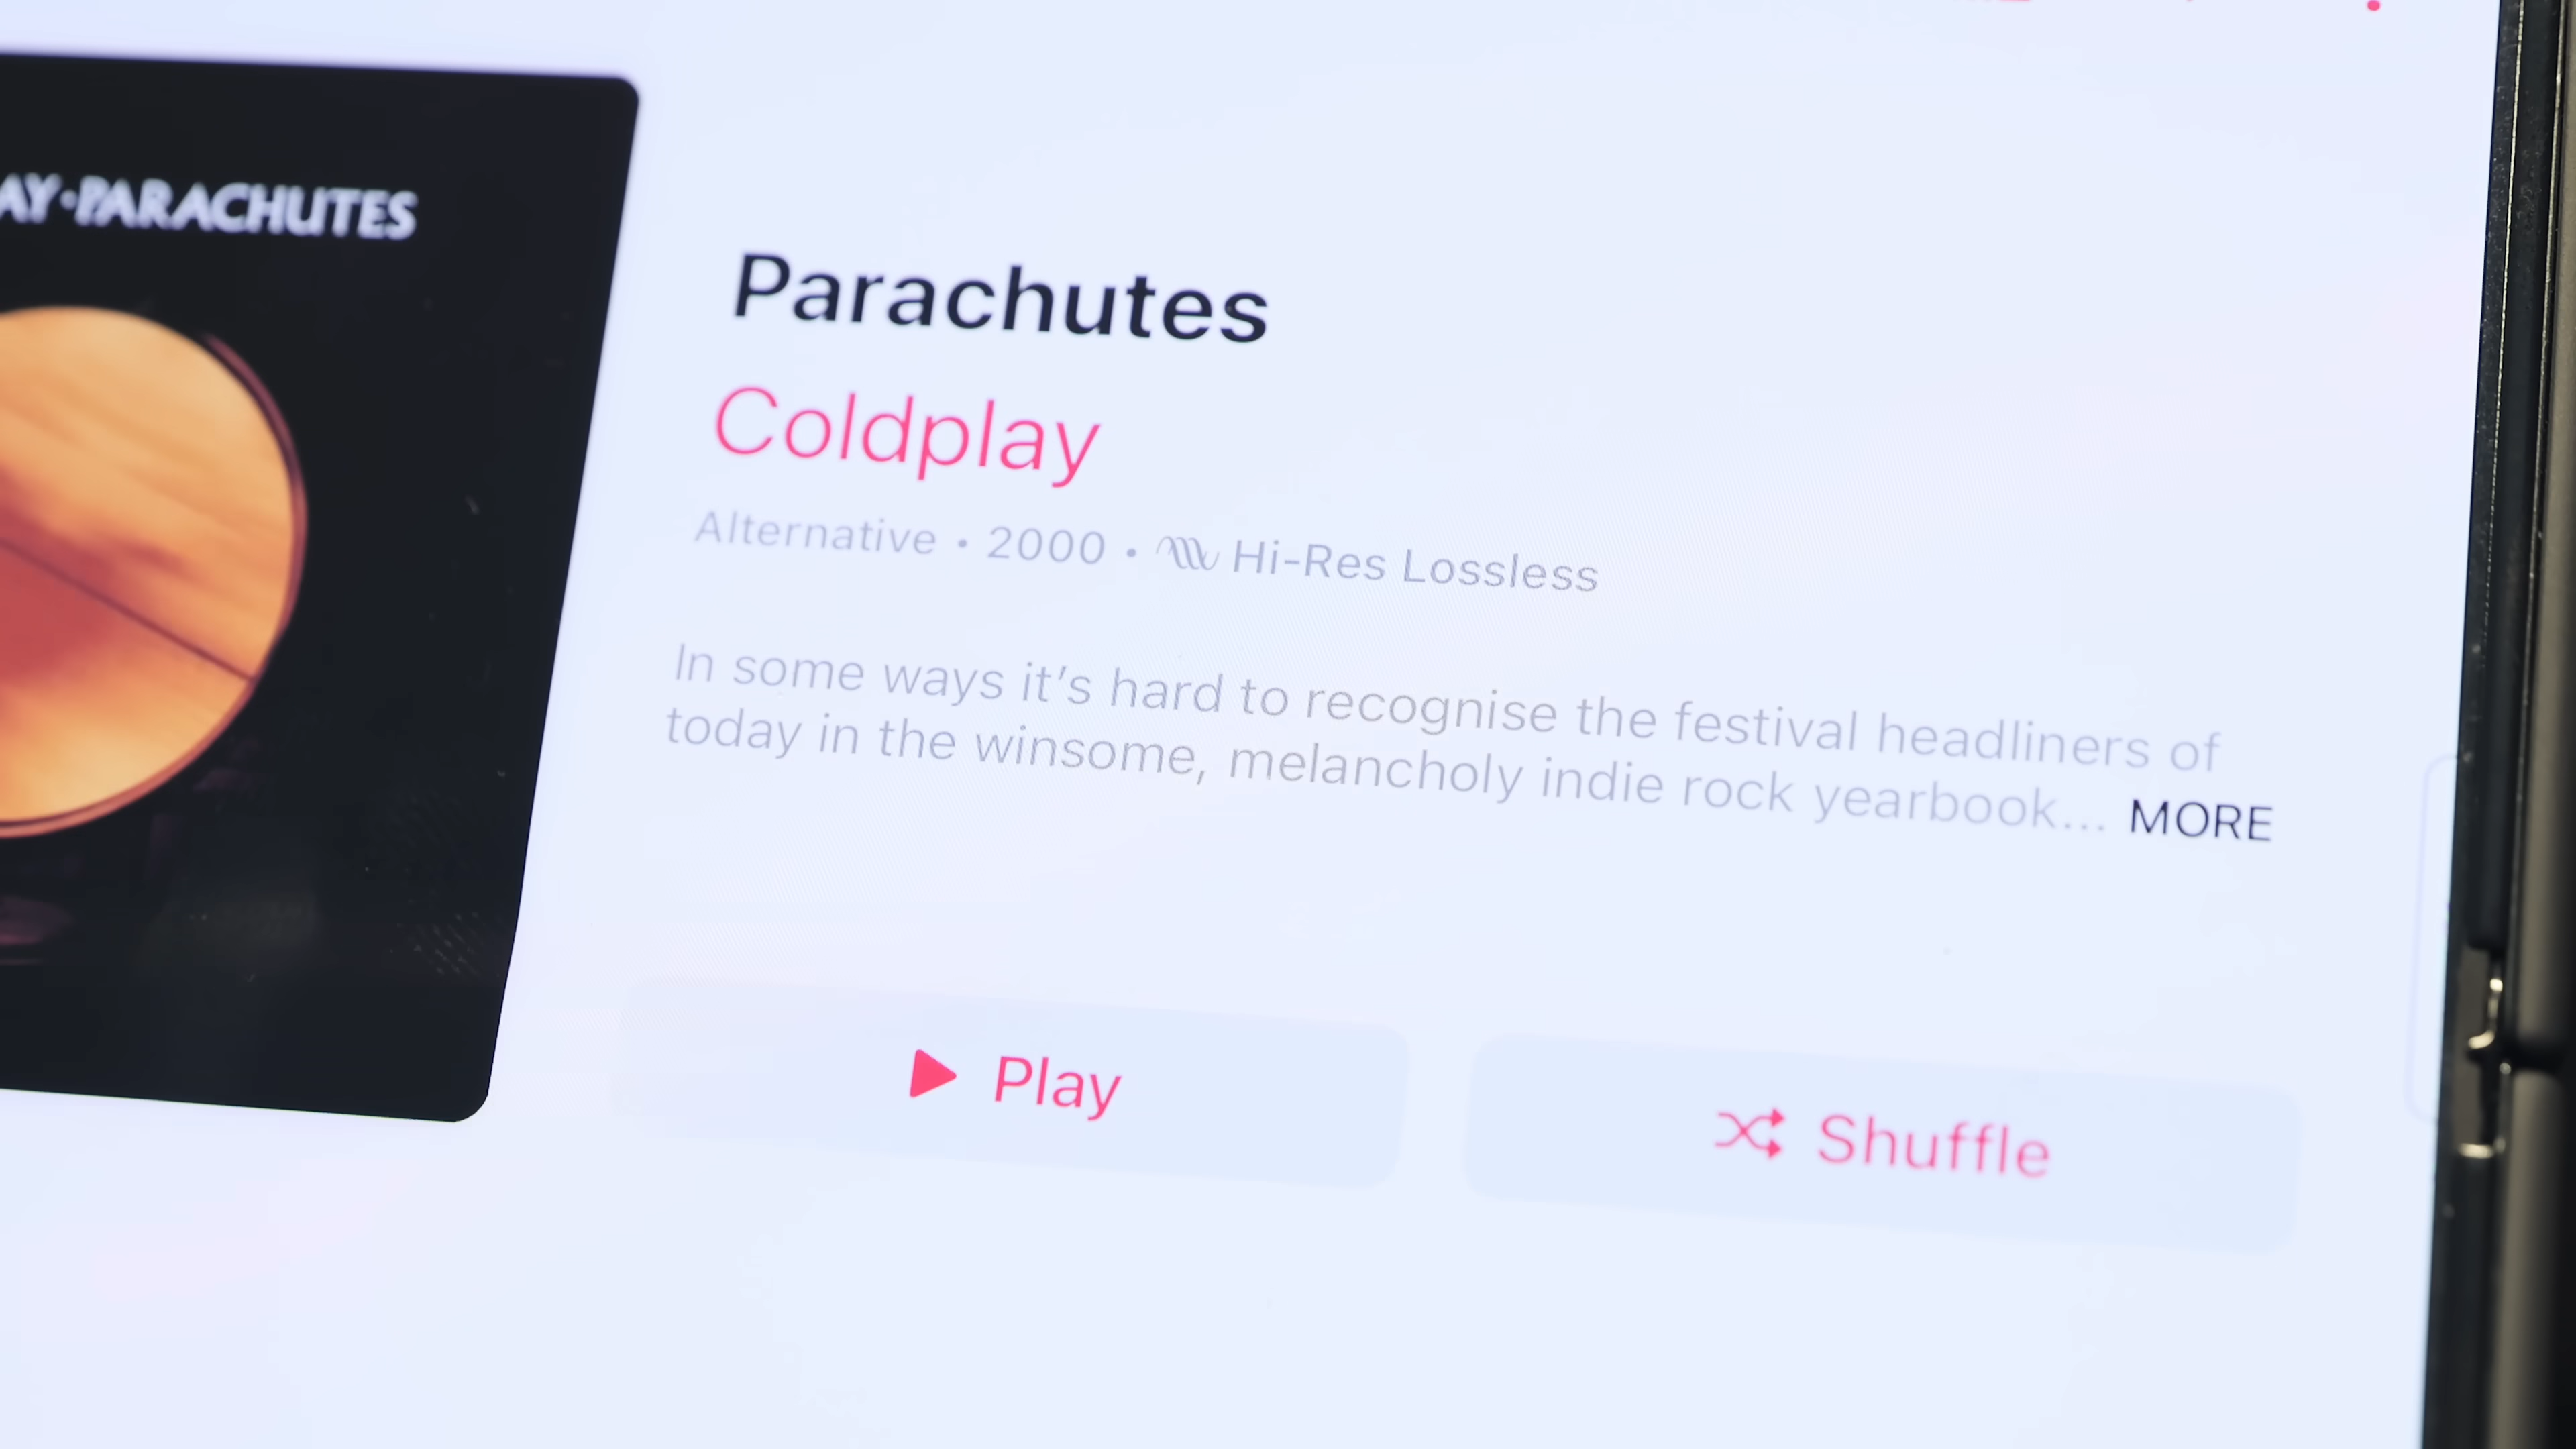 AY·PARACHUTES
Parachutes
Coldplay
Alternative • 2000 • Hi-Res Lossless
In some ways it's hard to recognise the festival headliners of
today in the winsome, melancholy indie rock yearbook... MORE
Play
Shuffle